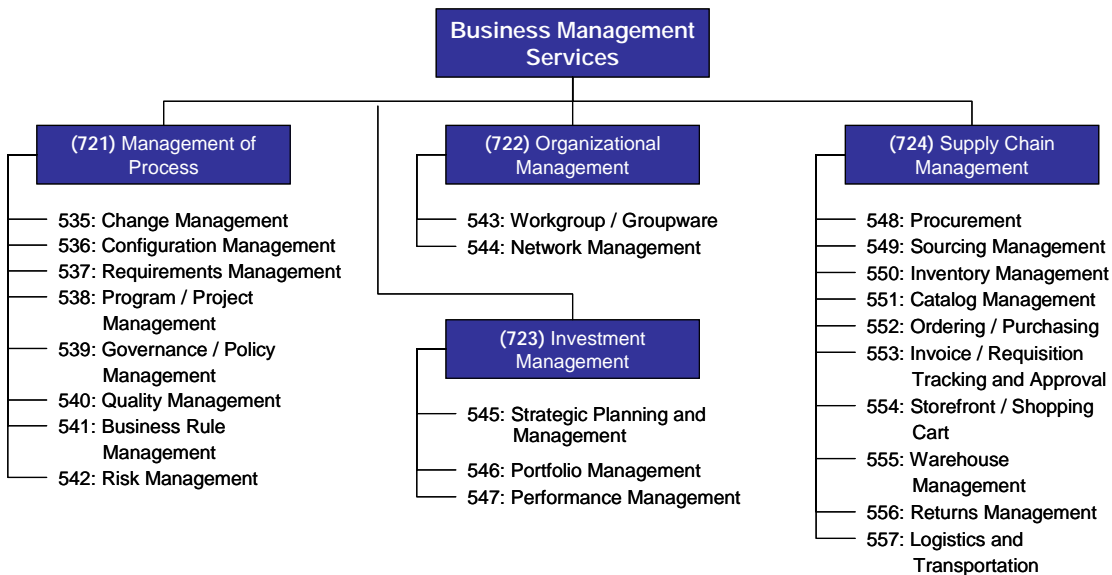 Business Management
Services
(721) Management of
Process
535: Change Management
536: Configuration Management
537: Requirements Management
538: Program / Project
Management
539: Governance / Policy
Management
540: Quality Management
541: Business Rule
Management
542: Risk Management
(722) Organizational
Management
543: Workgroup / Groupware
544: Network Management
(723) Investment
Management
545: Strategic Planning and
Management
546: Portfolio Management
547: Performance Management
(724) Supply Chain
Management
548: Procurement
549: Sourcing Management
550: Inventory Management
551: Catalog Management
552: Ordering / Purchasing
553: Invoice / Requisition
Tracking and Approval
554: Storefront / Shopping
Cart
555: Warehouse
Management
556: Returns Management
557: Logistics and
Transportation